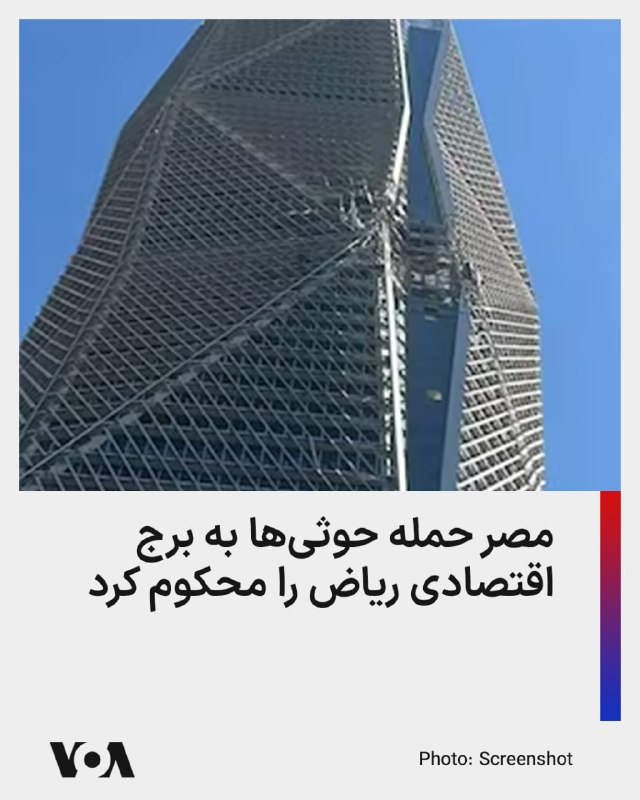 مصر حمله حوثی‌ها به برج
اقتصادی ریاض را محکوم کرد
VOA
Photo: Screenshot